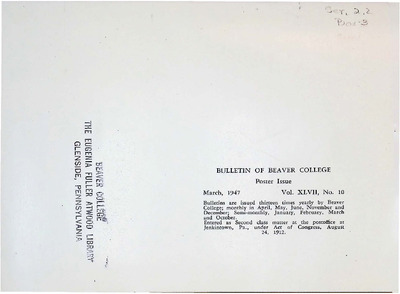 BULLETIN OF BEAVER COLLEGE
Poster Issue
March, 1947 Vol. XLVII, No. 10
Bulletins are issued thirteen times yearly by Beaver
College; monthly in April, May, June, November and
December; Semi-monthly, January, February, March
and October.
Entered as Second class matter at the postoffice at
Jenkintown, Pa., under Act of Congress, August
24, 1912.
BEAVER COLLEGE
THE EUGENIA FULLER ATWOOD LIBRARY
GLENSIDE, PENNSYLVANIA